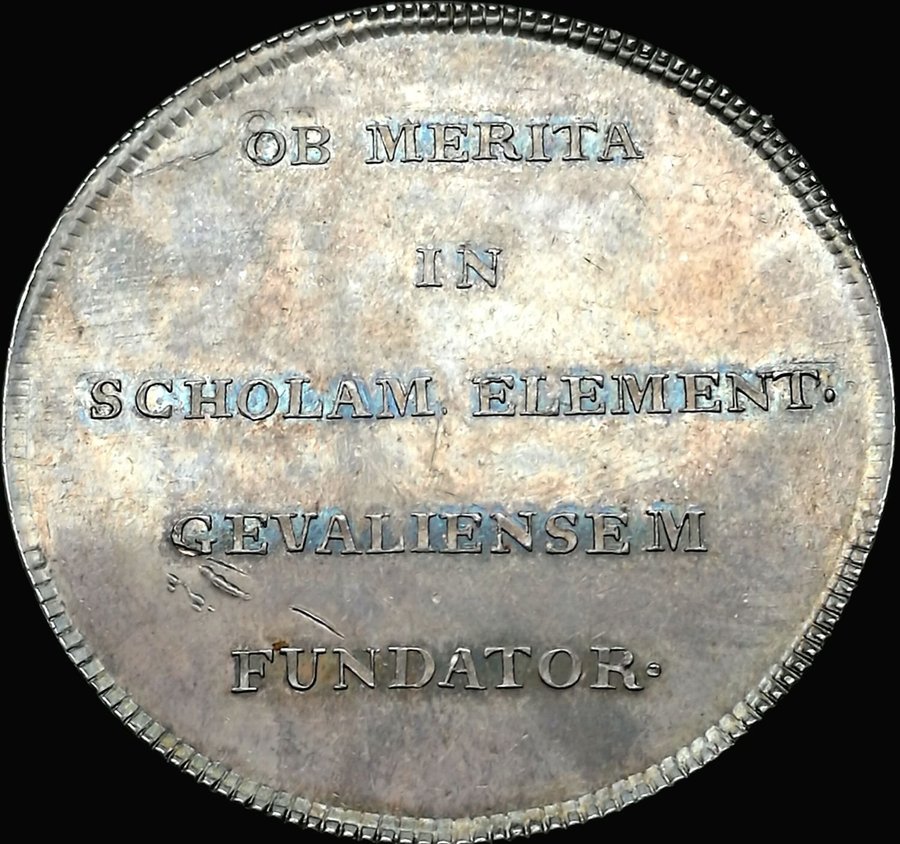 OB MERITA
IN
SCHOLAM ELEMENT.
GEVALIENSEM
FUNDATOR.